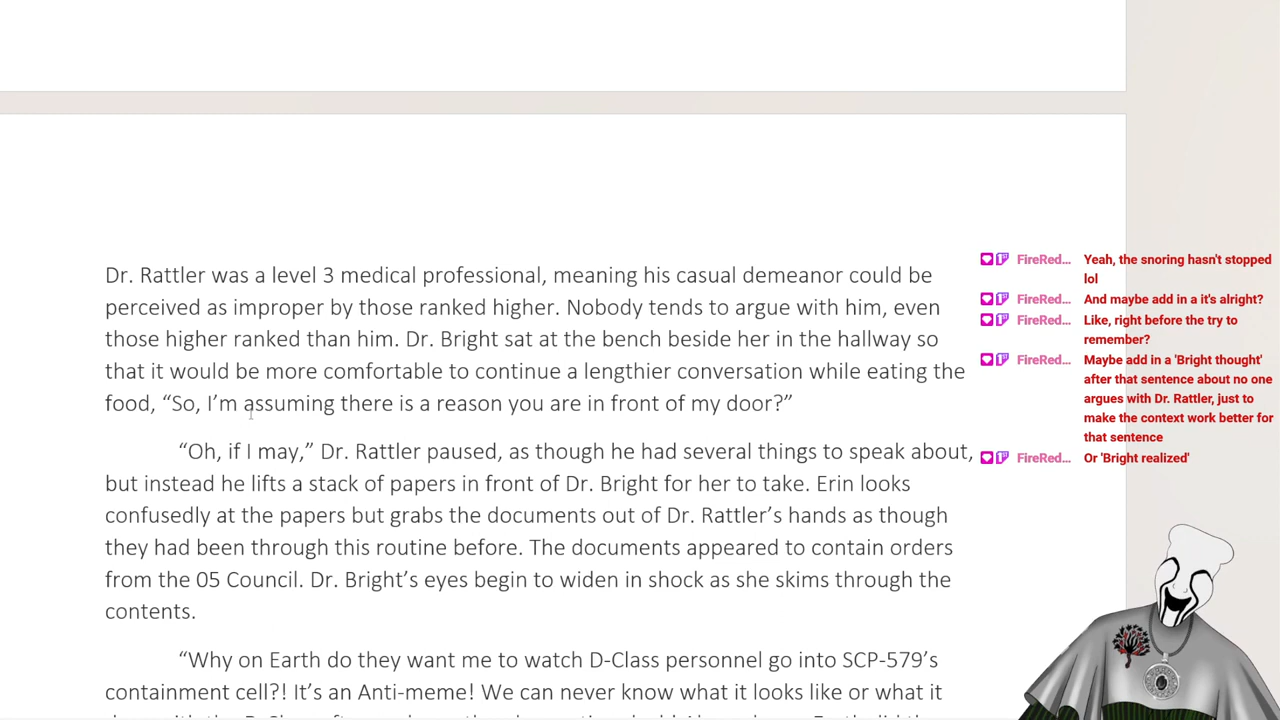 Dr. Rattler was a level 3 medical professional, meaning his casual demeanor could be
perceived as improper by those ranked higher. Nobody tends to argue with him, even
those higher ranked than him. Dr. Bright sat at the bench beside her in the hallway so
that it would be more comfortable to continue a lengthier conversation while eating the
food, “So, I’m assuming there is a reason you are in front of my door?”
“Oh, if I may,” Dr. Rattler paused, as though he had several things to speak about,
but instead he lifts a stack of papers in front of Dr. Bright for her to take. Erin looks
confusedly at the papers but grabs the documents out of Dr. Rattler’s hands as though
they had been through this routine before. The documents appeared to contain orders
from the 05 Council. Dr. Bright’s eyes begin to widen in shock as she skims through the
contents.
“Why on Earth do they want me to watch D-Class personnel go into SCP-579’s
containment cell?! It’s an Anti-meme! We can never know what it looks like or what it
FireRed... Yeah, the snoring hasn't stopped
lol
FireRed... And maybe add in a it's alright?
FireRed... Like, right before the try to
remember?
FireRed... Maybe add in a 'Bright thought'
after that sentence about no one
argues with Dr. Rattler, just to
make the context work better for
that sentence
FireRed... Or 'Bright realized'